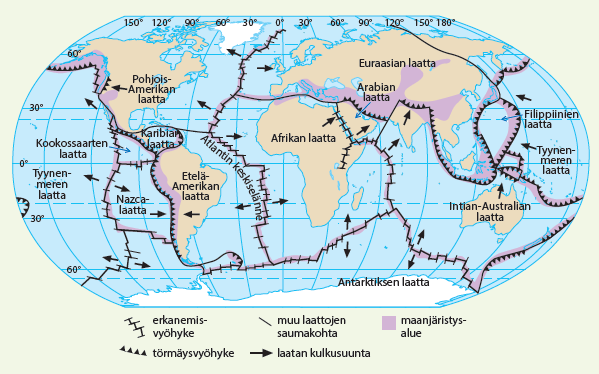 150° 120° 90° 60° 30° 0° 30° 60° 90° 120° 150° 180°
60°
Euraasian laatta
Pohjois-
Amerikan
laatta
Arabian
laatta
30°
Filippiinien
laatta
Karibian
laatta
Afrikan laatta
Kookossaarten
laatta
Atlantin keskiselänne
Tyynen-
meren
laatta
0°
0°
Tyynen-
meren
laatta
Etelä-
Amerikan
laatta
Nazca-
laatta
Intian-Australian
laatta
30°
60°
Antarktiksen laatta
erkanemis-
vyöhyke
muu laattojen
saumakohta
maanjäristys-
alue
törmäysvyöhyke
laatan kulkusuunta